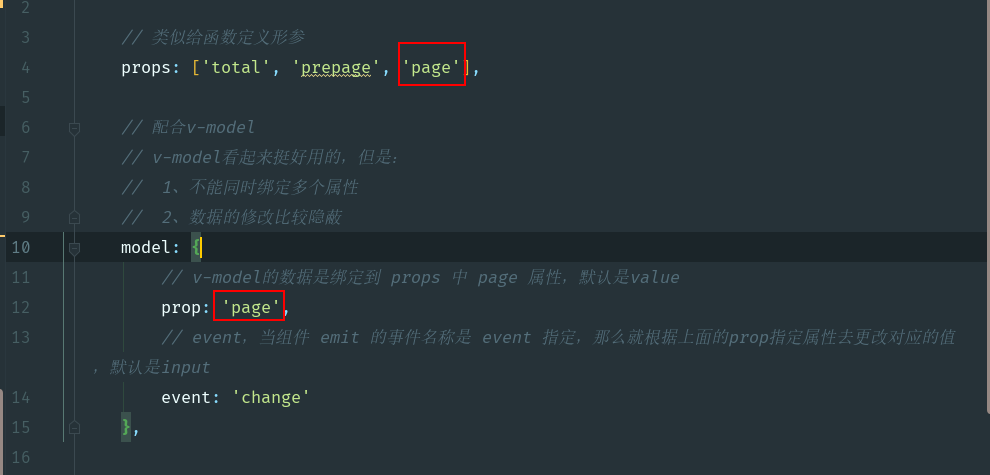 2
3 // 类似给函数定义形参
4 props: ['total', 'prepage', 'page'],
5
6 // 配合v-model
7 // v-model看起来挺好用的，但是：
8 // 1、不能同时绑定多个属性
9 // 2、数据的修改比较隐蔽
10 model: {
11 // v-model的数据是绑定到 props 中 page 属性，默认是value
12 prop: 'page',
13 // event，当组件 emit 的事件名称是 event 指定，那么就根据上面的prop指定属性去更改对应的值
，默认是input
14 event: 'change'
15 },
16